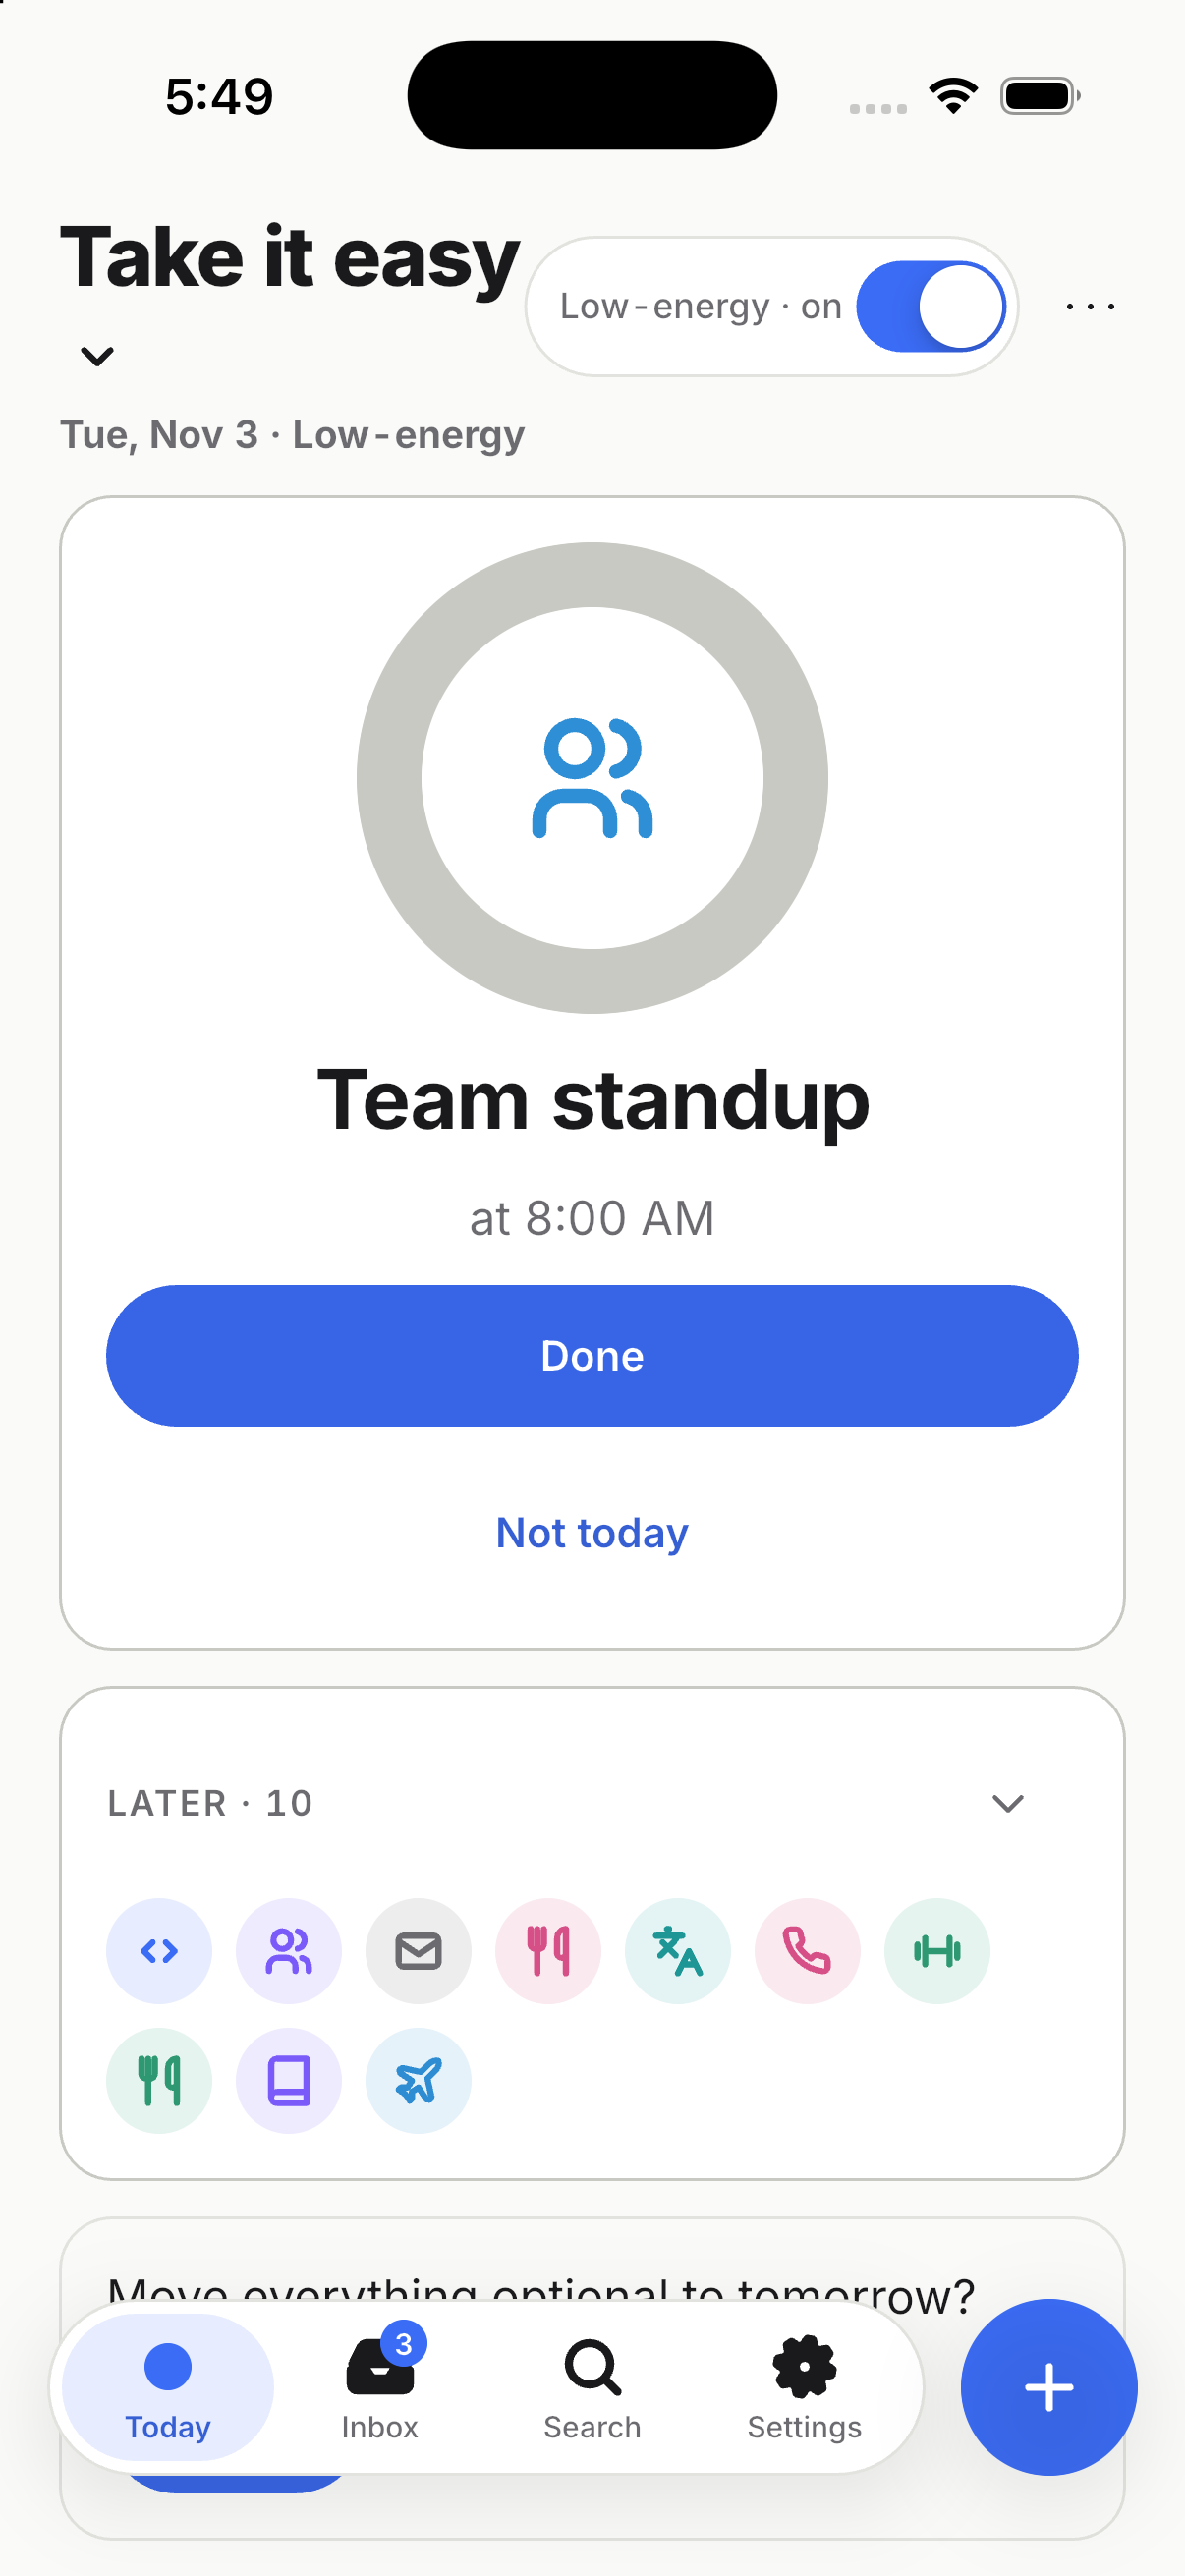 5:49
Take it easy
Low-energy · on
Tue, Nov 3 · Low-energy
Team standup
at 8:00 AM
Done
Not today
LATER · 10
Move everything optional to tomorrow?
3
Today
Inbox
Search
Settings